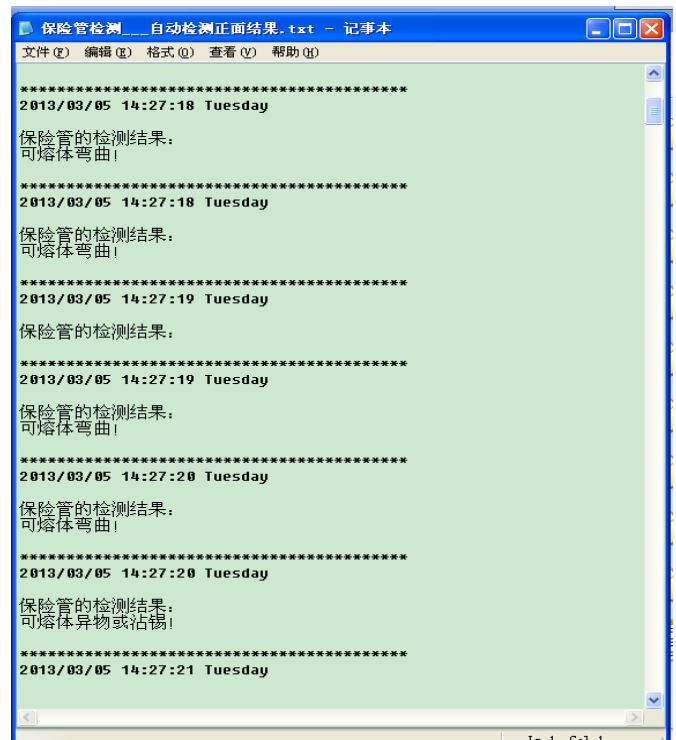 保险管检测___自动检测正面结果.txt - 记事本
文件(F) 编辑(E) 格式(O) 查看(V) 帮助(H)
******************************************
2013/03/05 14:27:18 Tuesday
保险管的检测结果:
可熔体弯曲!
******************************************
2013/03/05 14:27:18 Tuesday
保险管的检测结果:
可熔体弯曲!
******************************************
2013/03/05 14:27:19 Tuesday
保险管的检测结果:
******************************************
2013/03/05 14:27:19 Tuesday
保险管的检测结果:
可熔体弯曲!
******************************************
2013/03/05 14:27:20 Tuesday
保险管的检测结果:
可熔体弯曲!
******************************************
2013/03/05 14:27:20 Tuesday
保险管的检测结果:
可熔体异物或沾锡!
******************************************
2013/03/05 14:27:21 Tuesday